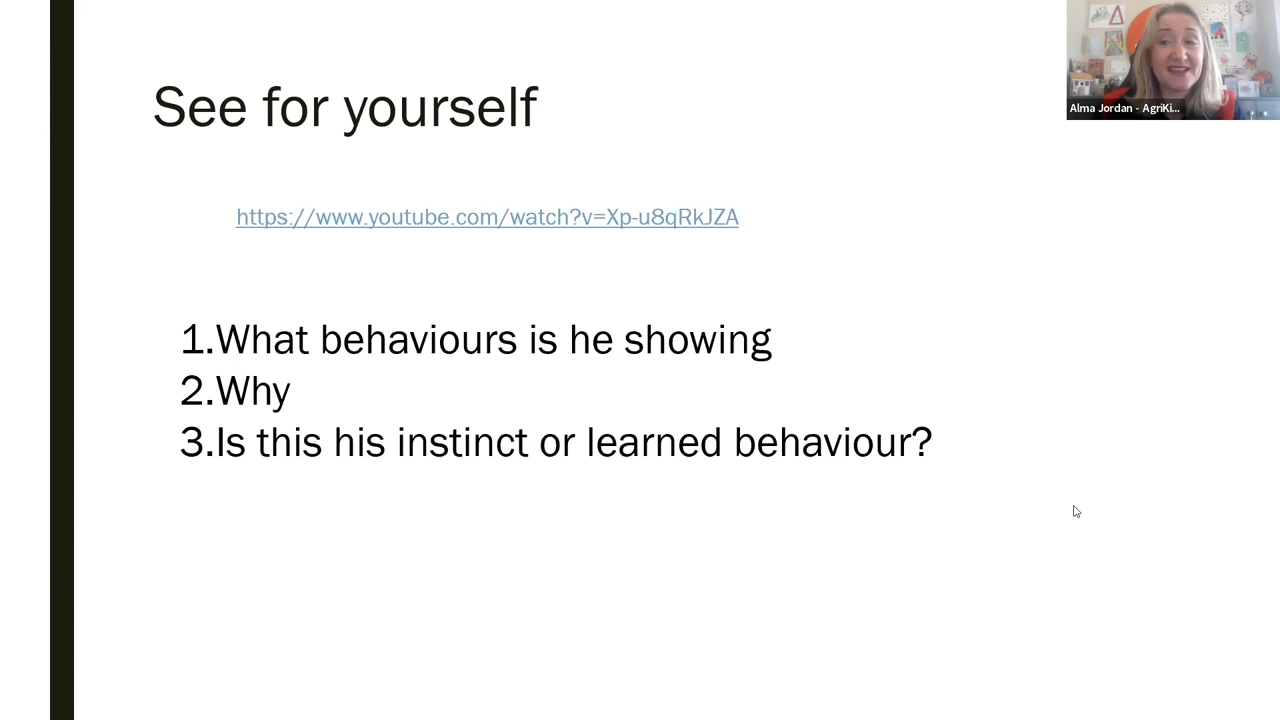 See for yourself
Alma Jordan - AgriKi...
https://www.youtube.com/watch?v=Xp-u8qRkJZA
1.What behaviours is he showing
2.Why
3.Is this his instinct or learned behaviour?